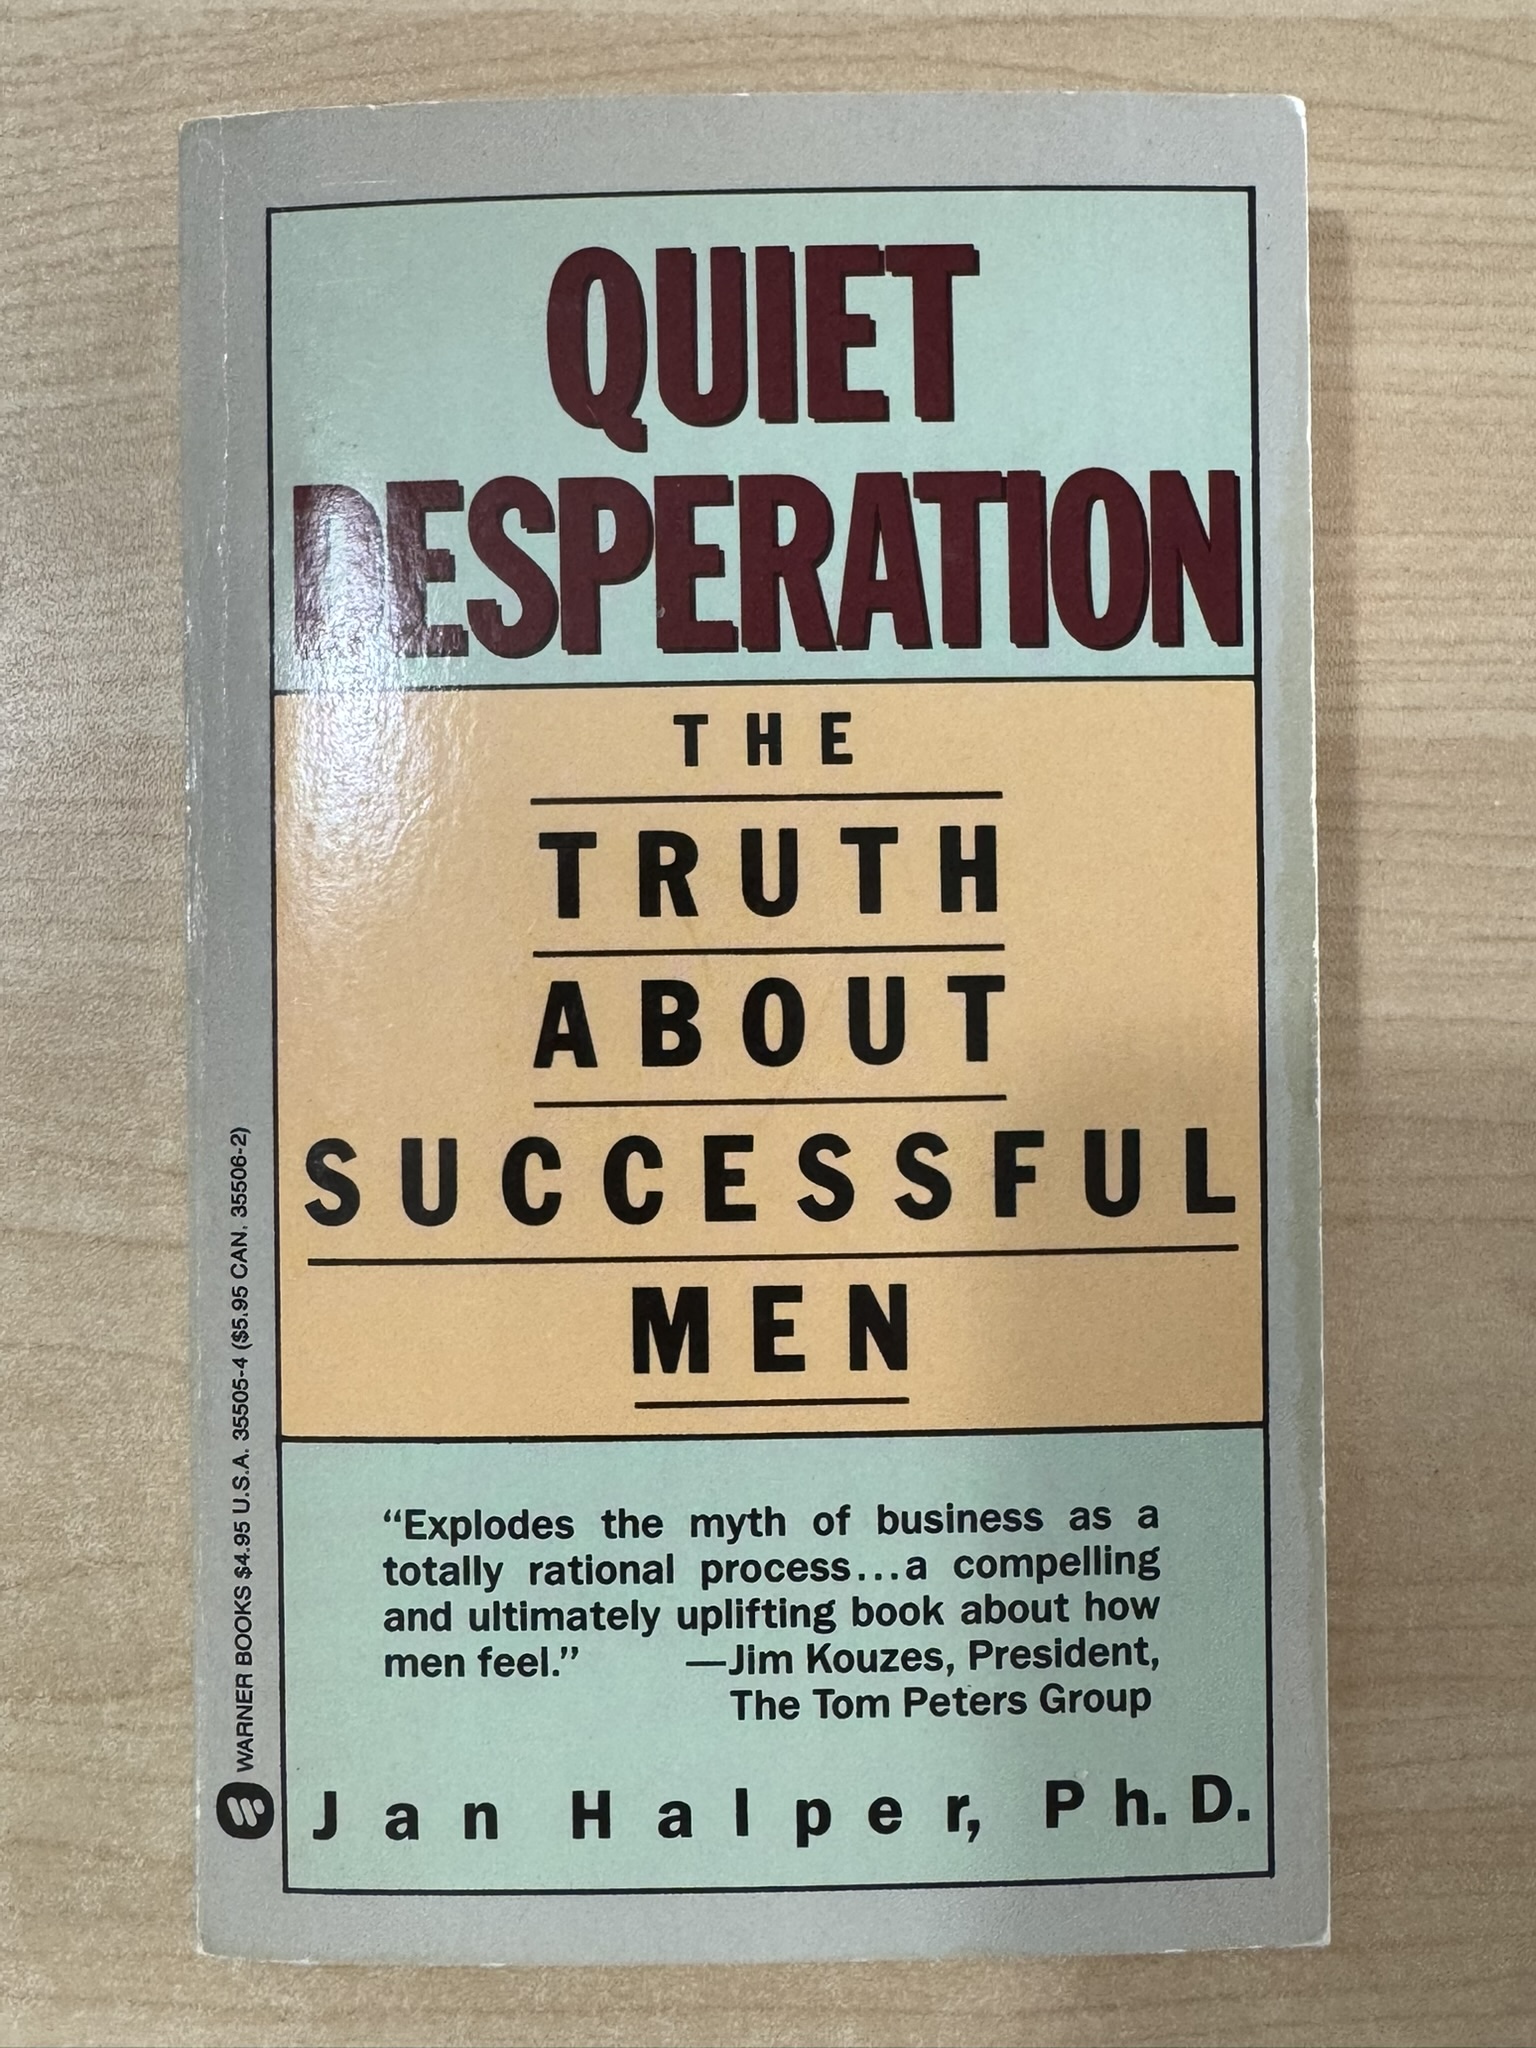 QUIET
DESPERATION
THE
TRUTH
ABOUT
SUCCESSFUL
MEN
“Explodes the myth of business as a
totally rational process...a compelling
and ultimately uplifting book about how
men feel.” —Jim Kouzes, President,
The Tom Peters Group
Jan Halper, Ph.D.
WARNER BOOKS $4.95 U.S.A. 35505-4 ($5.95 CAN. 35506-2)